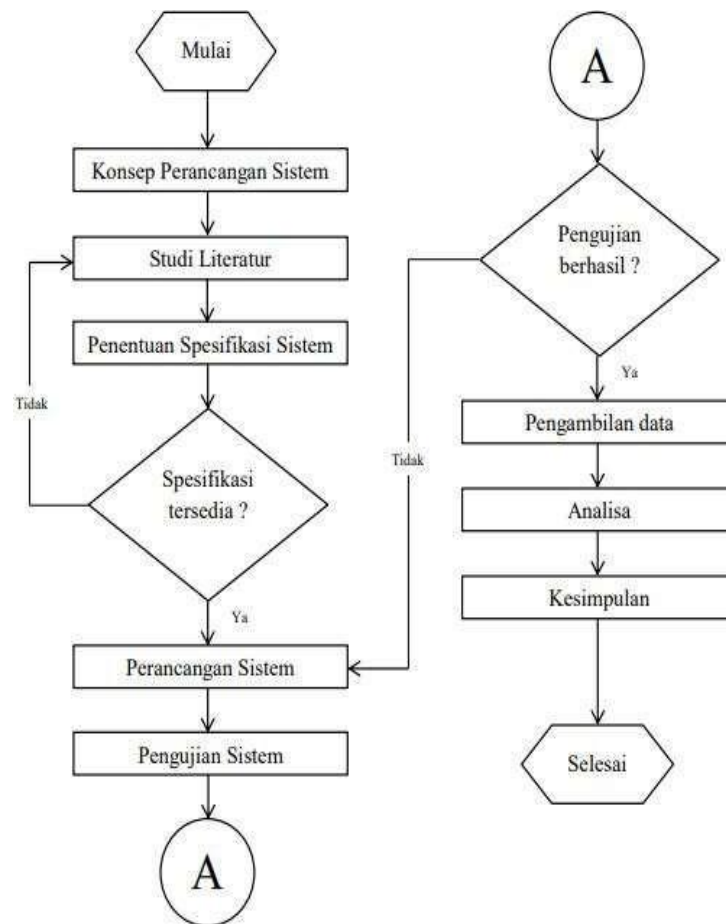 Mulai
Konsep Perancangan Sistem
Studi Literatur
Penentuan Spesifikasi Sistem
Tidak
Spesifikasi
tersedia ?
Ya
Perancangan Sistem
Pengujian Sistem
A
A
Pengujian
berhasil ?
Tidak
Ya
Pengambilan data
Analisa
Kesimpulan
Selesai